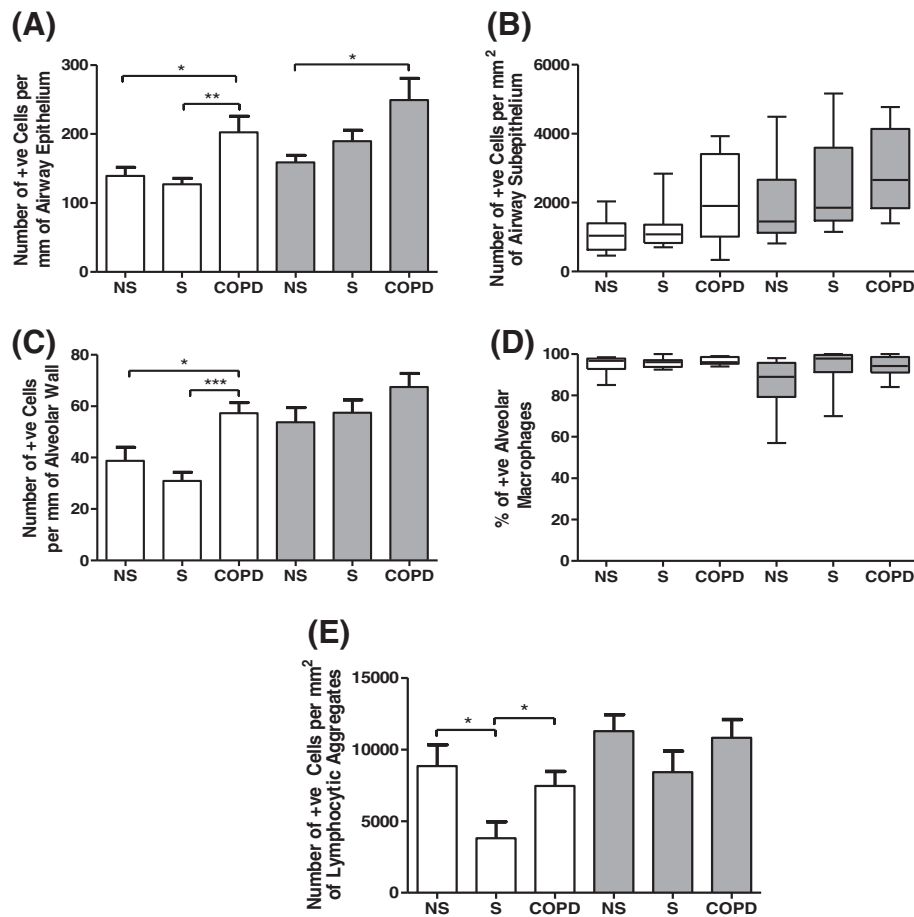 (A)
Number of +ve Cells per
mm of Airway Epithelium
300
200
100
0
*
**
*
NS S COPD NS S COPD
(B)
Number of +ve Cells per mm²
of Airway Subepithelium
6000
4000
2000
0
NS S COPD NS S COPD
(C)
Number of +ve Cells
per mm of Alveolar Wall
80
60
40
20
0
*
***
NS S COPD NS S COPD
(D)
% of +ve Alveolar
Macrophages
100
80
60
40
20
0
NS S COPD NS S COPD
(E)
Number of +ve Cells per mm²
of Lymphocytic Aggregates
15000
10000
5000
0
*
*
NS S COPD NS S COPD